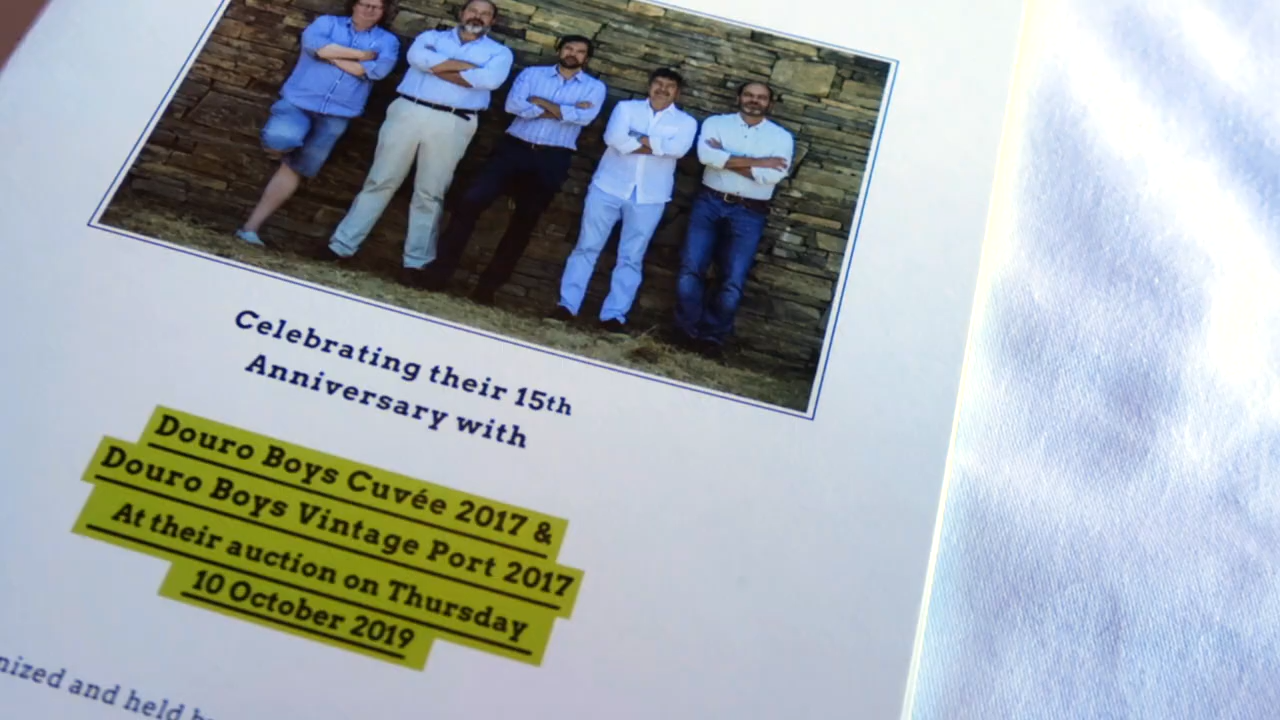 Celebrating their 15th
Anniversary with
Douro Boys Cuvée 2017 &
Douro Boys Vintage Port 2017
At their auction on Thursday
10 October 2019
and held